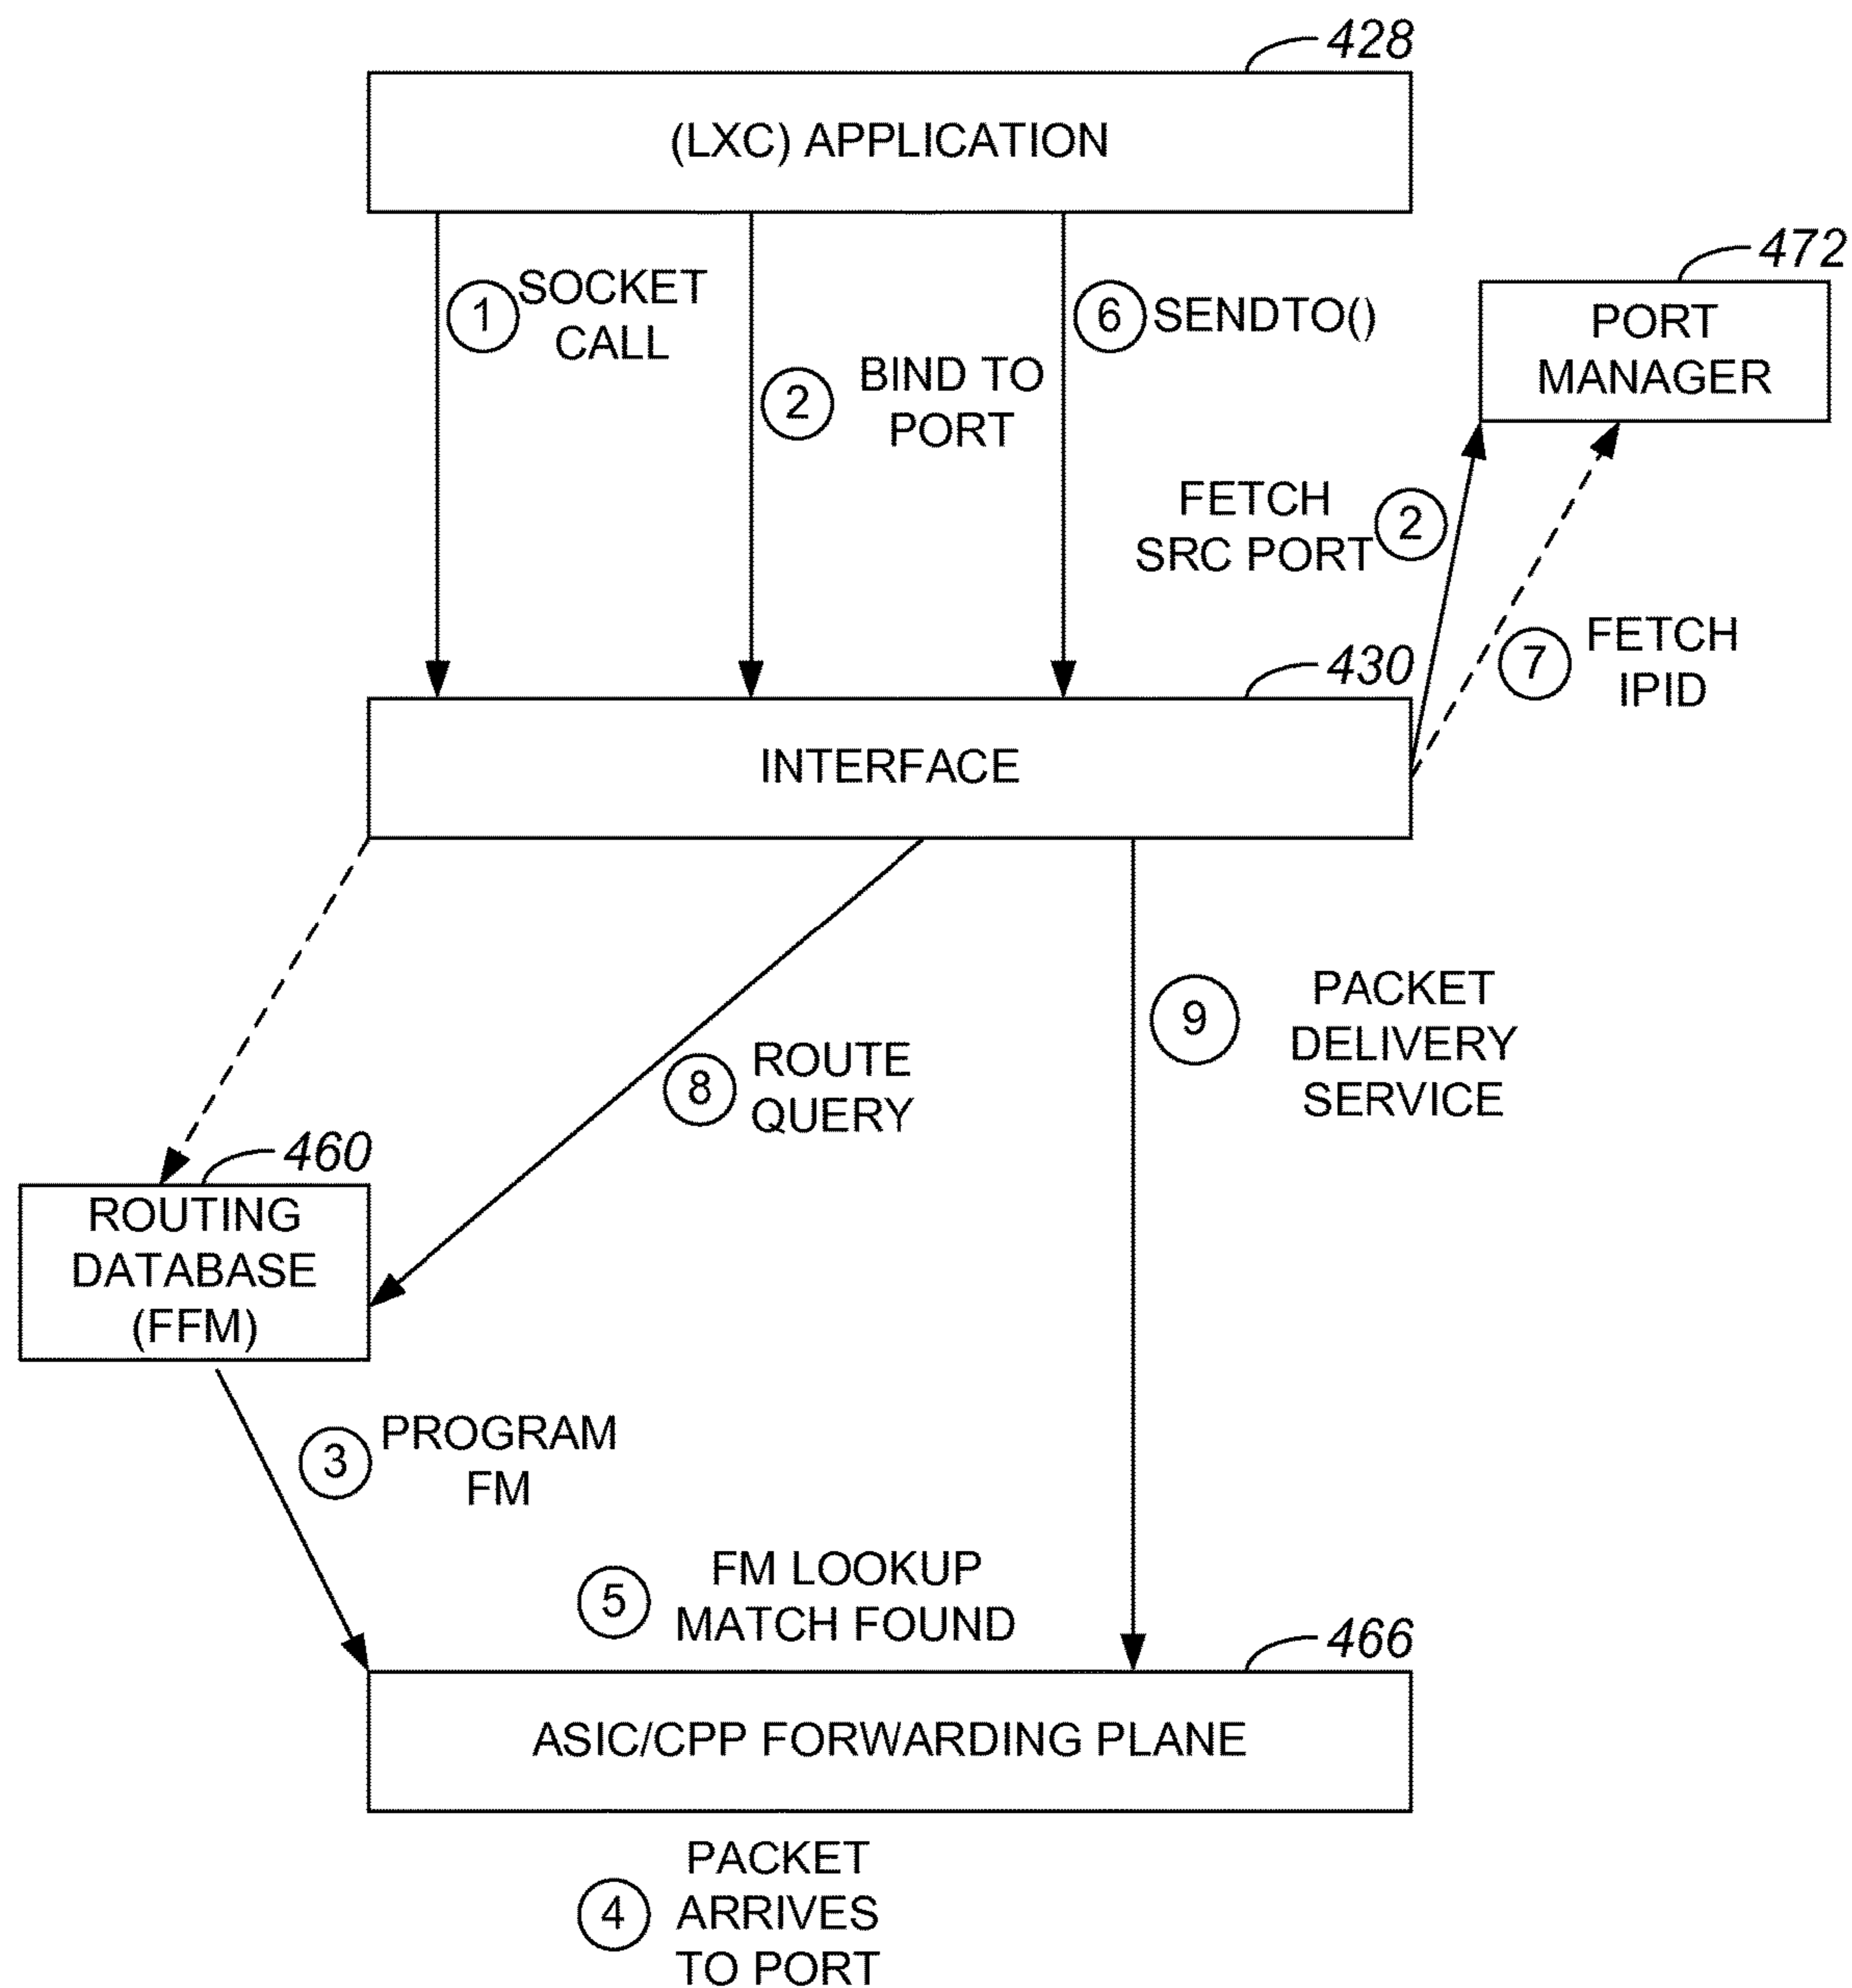 428
(LXC) APPLICATION
1
SOCKET
CALL
6
SENDTO()
472
PORT
MANAGER
2
BIND TO
PORT
FETCH
SRC PORT
2
7
FETCH
IPID
430
INTERFACE
9
PACKET
DELIVERY
SERVICE
8
ROUTE
QUERY
460
ROUTING
DATABASE
(FFM)
3
PROGRAM
FM
5
FM LOOKUP
MATCH FOUND
466
ASIC/CPP FORWARDING PLANE
4
PACKET
ARRIVES
TO PORT